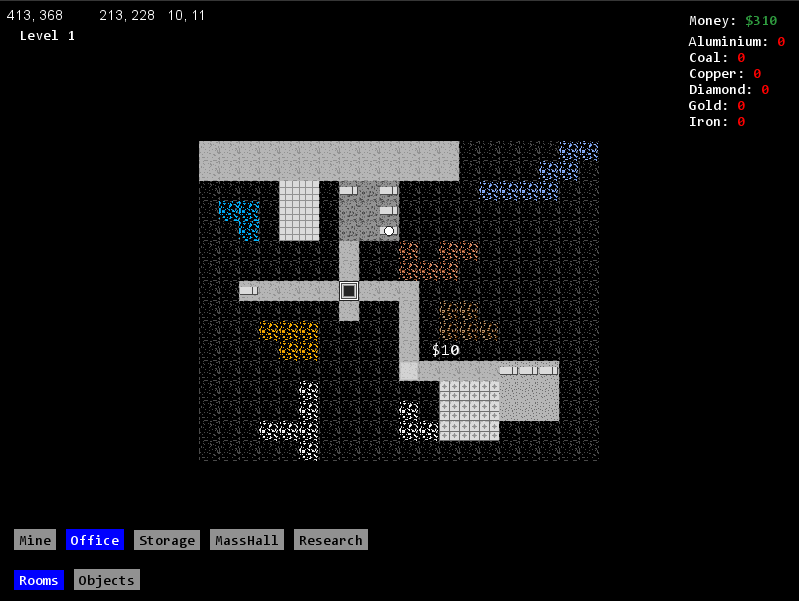 413, 368 213, 228 10, 11
Level 1
Money: $310
Aluminium: 0
Coal: 0
Copper: 0
Diamond: 0
Gold: 0
Iron: 0
$10
Mine Office Storage MassHall Research
Rooms Objects